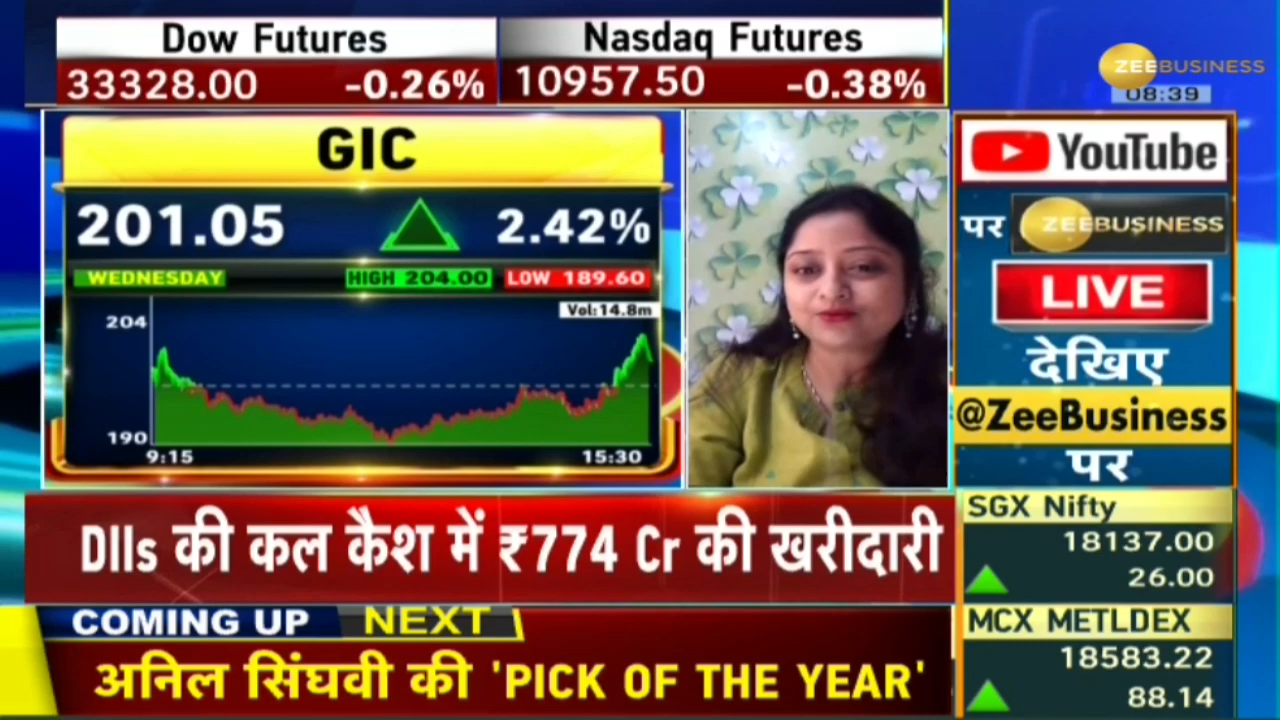 Dow Futures
33328.00 -0.26%
Nasdaq Futures
10957.50 -0.38%
ZEEBUSINESS
08:39
GIC
201.05 2.42%
WEDNESDAY HIGH 204.00 LOW 189.60
Vol:14.8m
204
190
9:15 15:30
YouTube
पर ZEEBUSINESS
LIVE
देखिए
@ZeeBusiness
पर
DIIs की कल कैश में ₹774 Cr की खरीदारी
SGX Nifty
18137.00
26.00
COMING UP NEXT
अनिल सिंघवी की 'PICK OF THE YEAR'
MCX METLDEX
18583.22
88.14